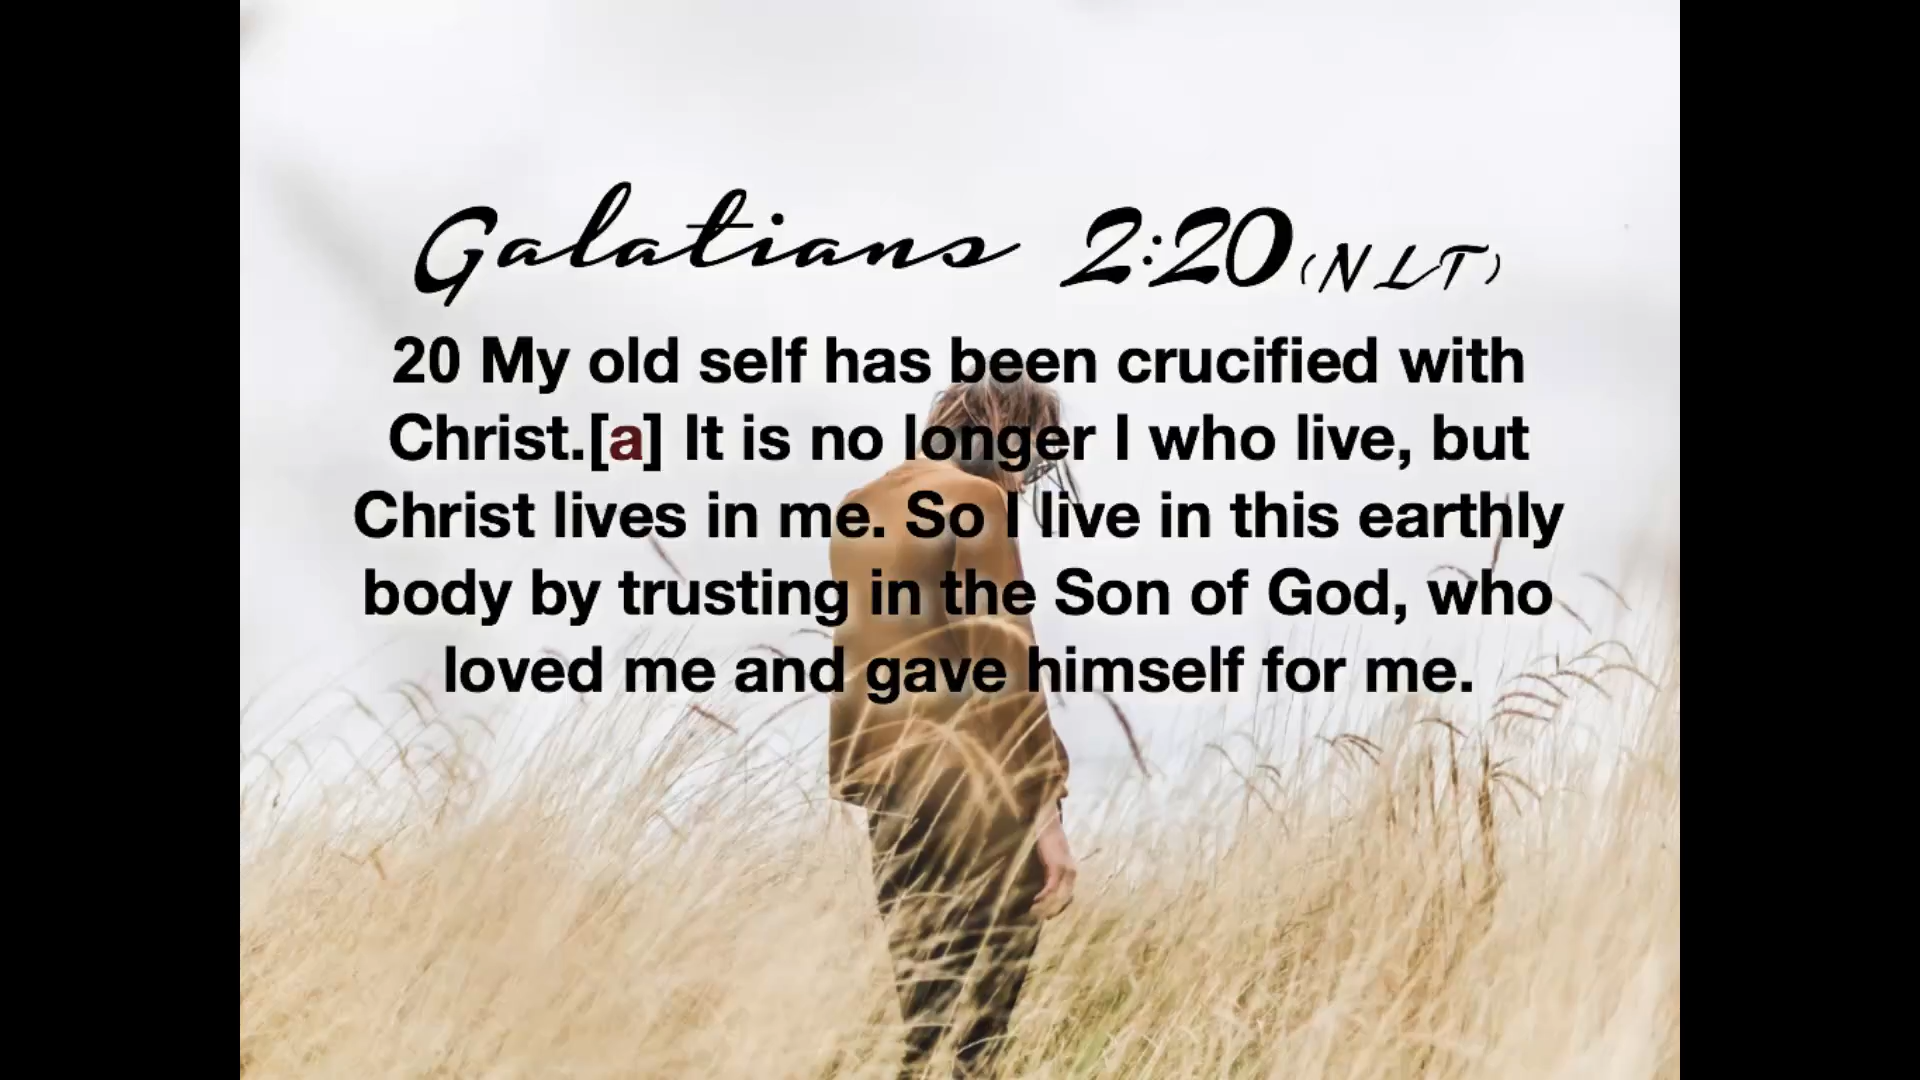 Galatians 2:20 (NLT)
20 My old self has been crucified with
Christ.[a] It is no longer I who live, but
Christ lives in me. So I live in this earthly
body by trusting in the Son of God, who
loved me and gave himself for me.